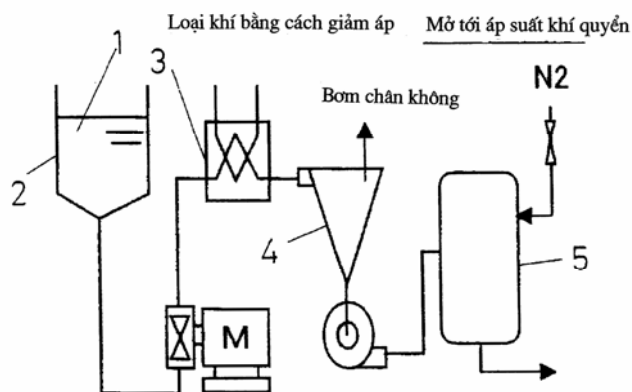 Loại khí bằng cách giảm áp
Mở tới áp suất khí quyển
1
3
N2
Bơm chân không
2
4
5
M